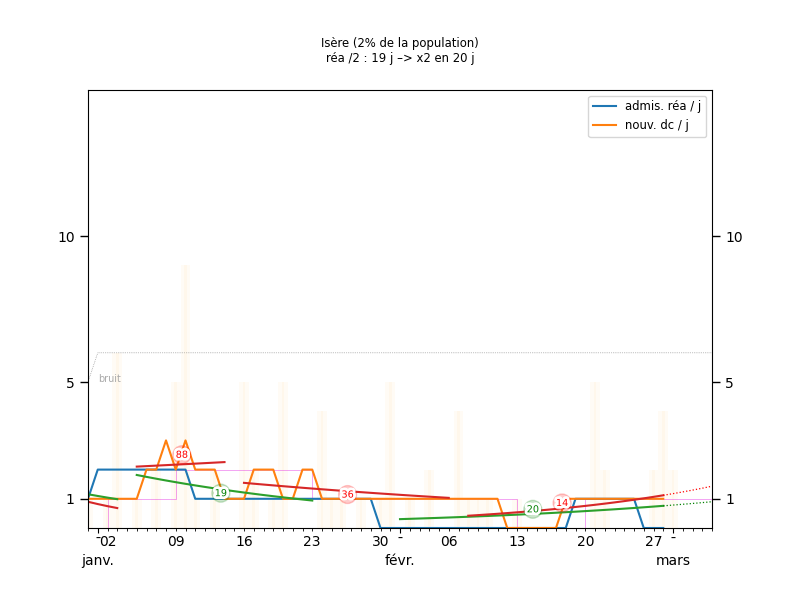 Isère (2% de la population)
réa /2 : 19 j –> x2 en 20 j
admis. réa / j
nouv. dc / j
10
10
bruit
5
5
88
19
36
20
14
1
1
02
09
16
23
30
06
13
20
27
janv.
févr.
mars